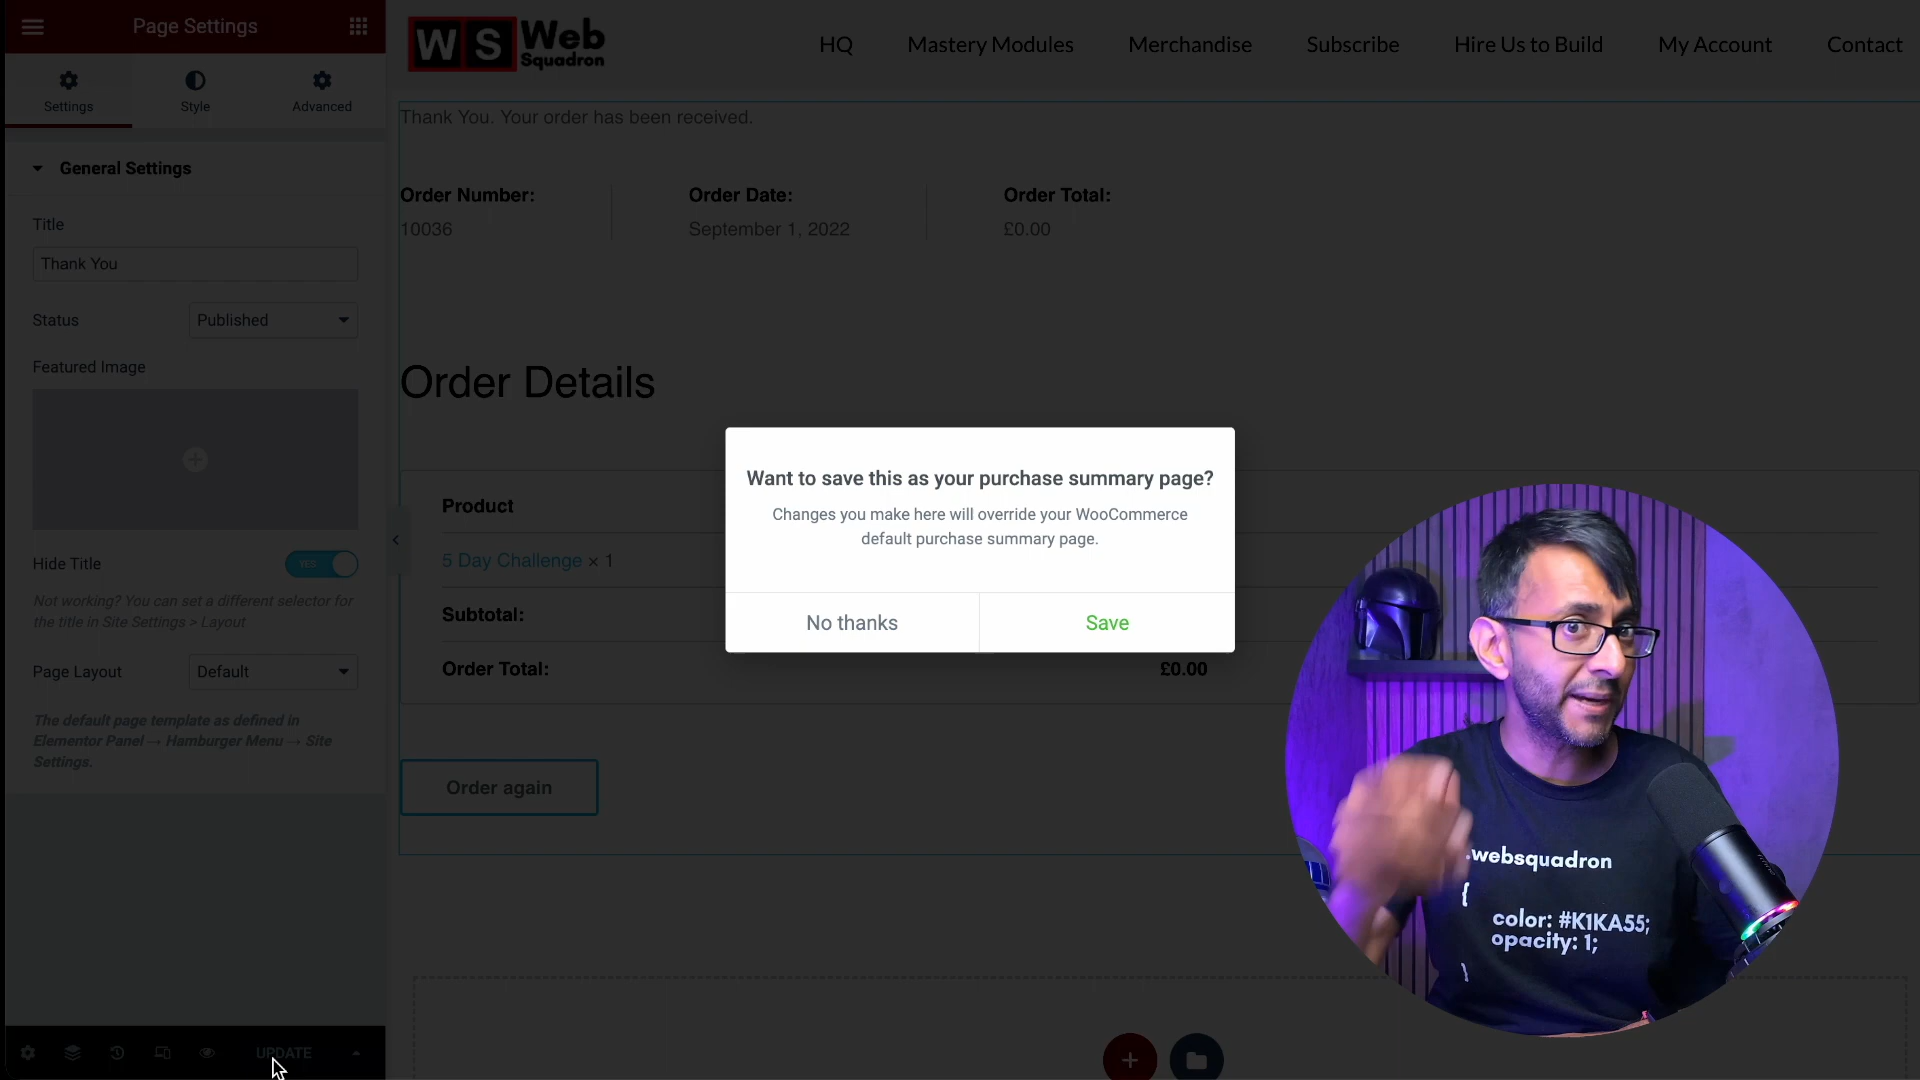 Page Settings
Settings
Style
Advanced
General Settings
Title
Thank You
Status
Published
Featured Image
Hide Title
YES
Not working? You can set a different selector for
the title in Site Settings > Layout
Page Layout
Default
The default page template as defined in
Elementor Panel → Hamburger Menu → Site
Settings.
UPDATE
WS Web
Squadron
HQ
Mastery Modules
Merchandise
Subscribe
Hire Us to Build
My Account
Contact
Thank You. Your order has been received.
Order Number:
10036
Order Date:
September 1, 2022
Order Total:
£0.00
Order Details
Product
5 Day Challenge × 1
Subtotal:
Order Total:
£0.00
Order again
Want to save this as your purchase summary page?
Changes you make here will override your WooCommerce
default purchase summary page.
No thanks
Save
.websquadron
{
color: #K1KA55;
opacity: 1;
}